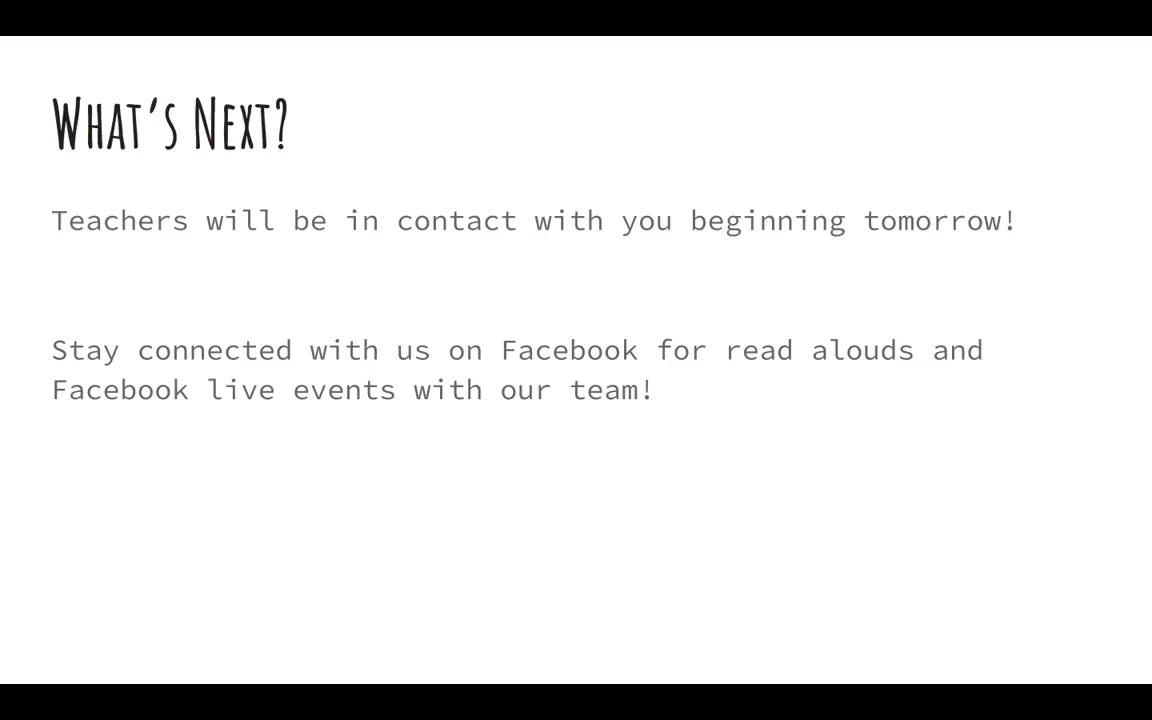 What's Next?
Teachers will be in contact with you beginning tomorrow!
Stay connected with us on Facebook for read alouds and
Facebook live events with our team!